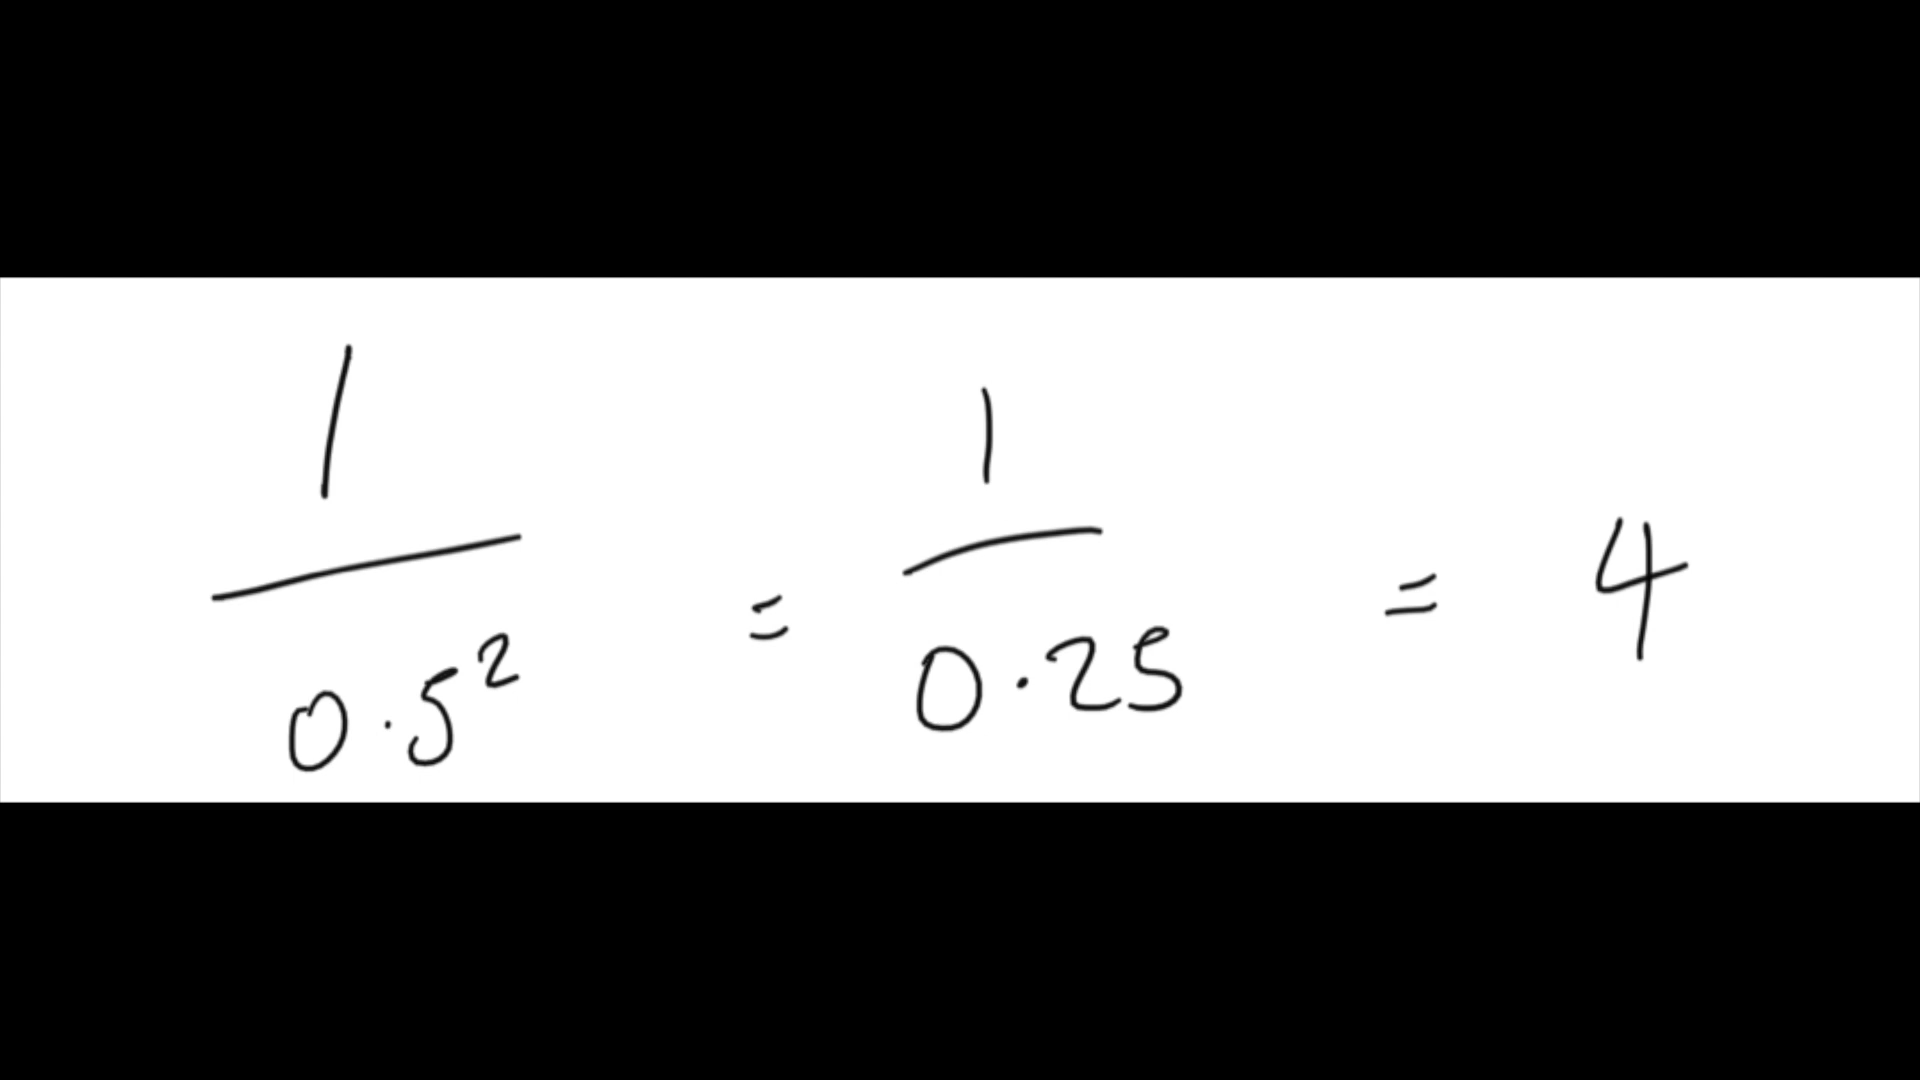 1/0.5² = 1/0.25 = 4